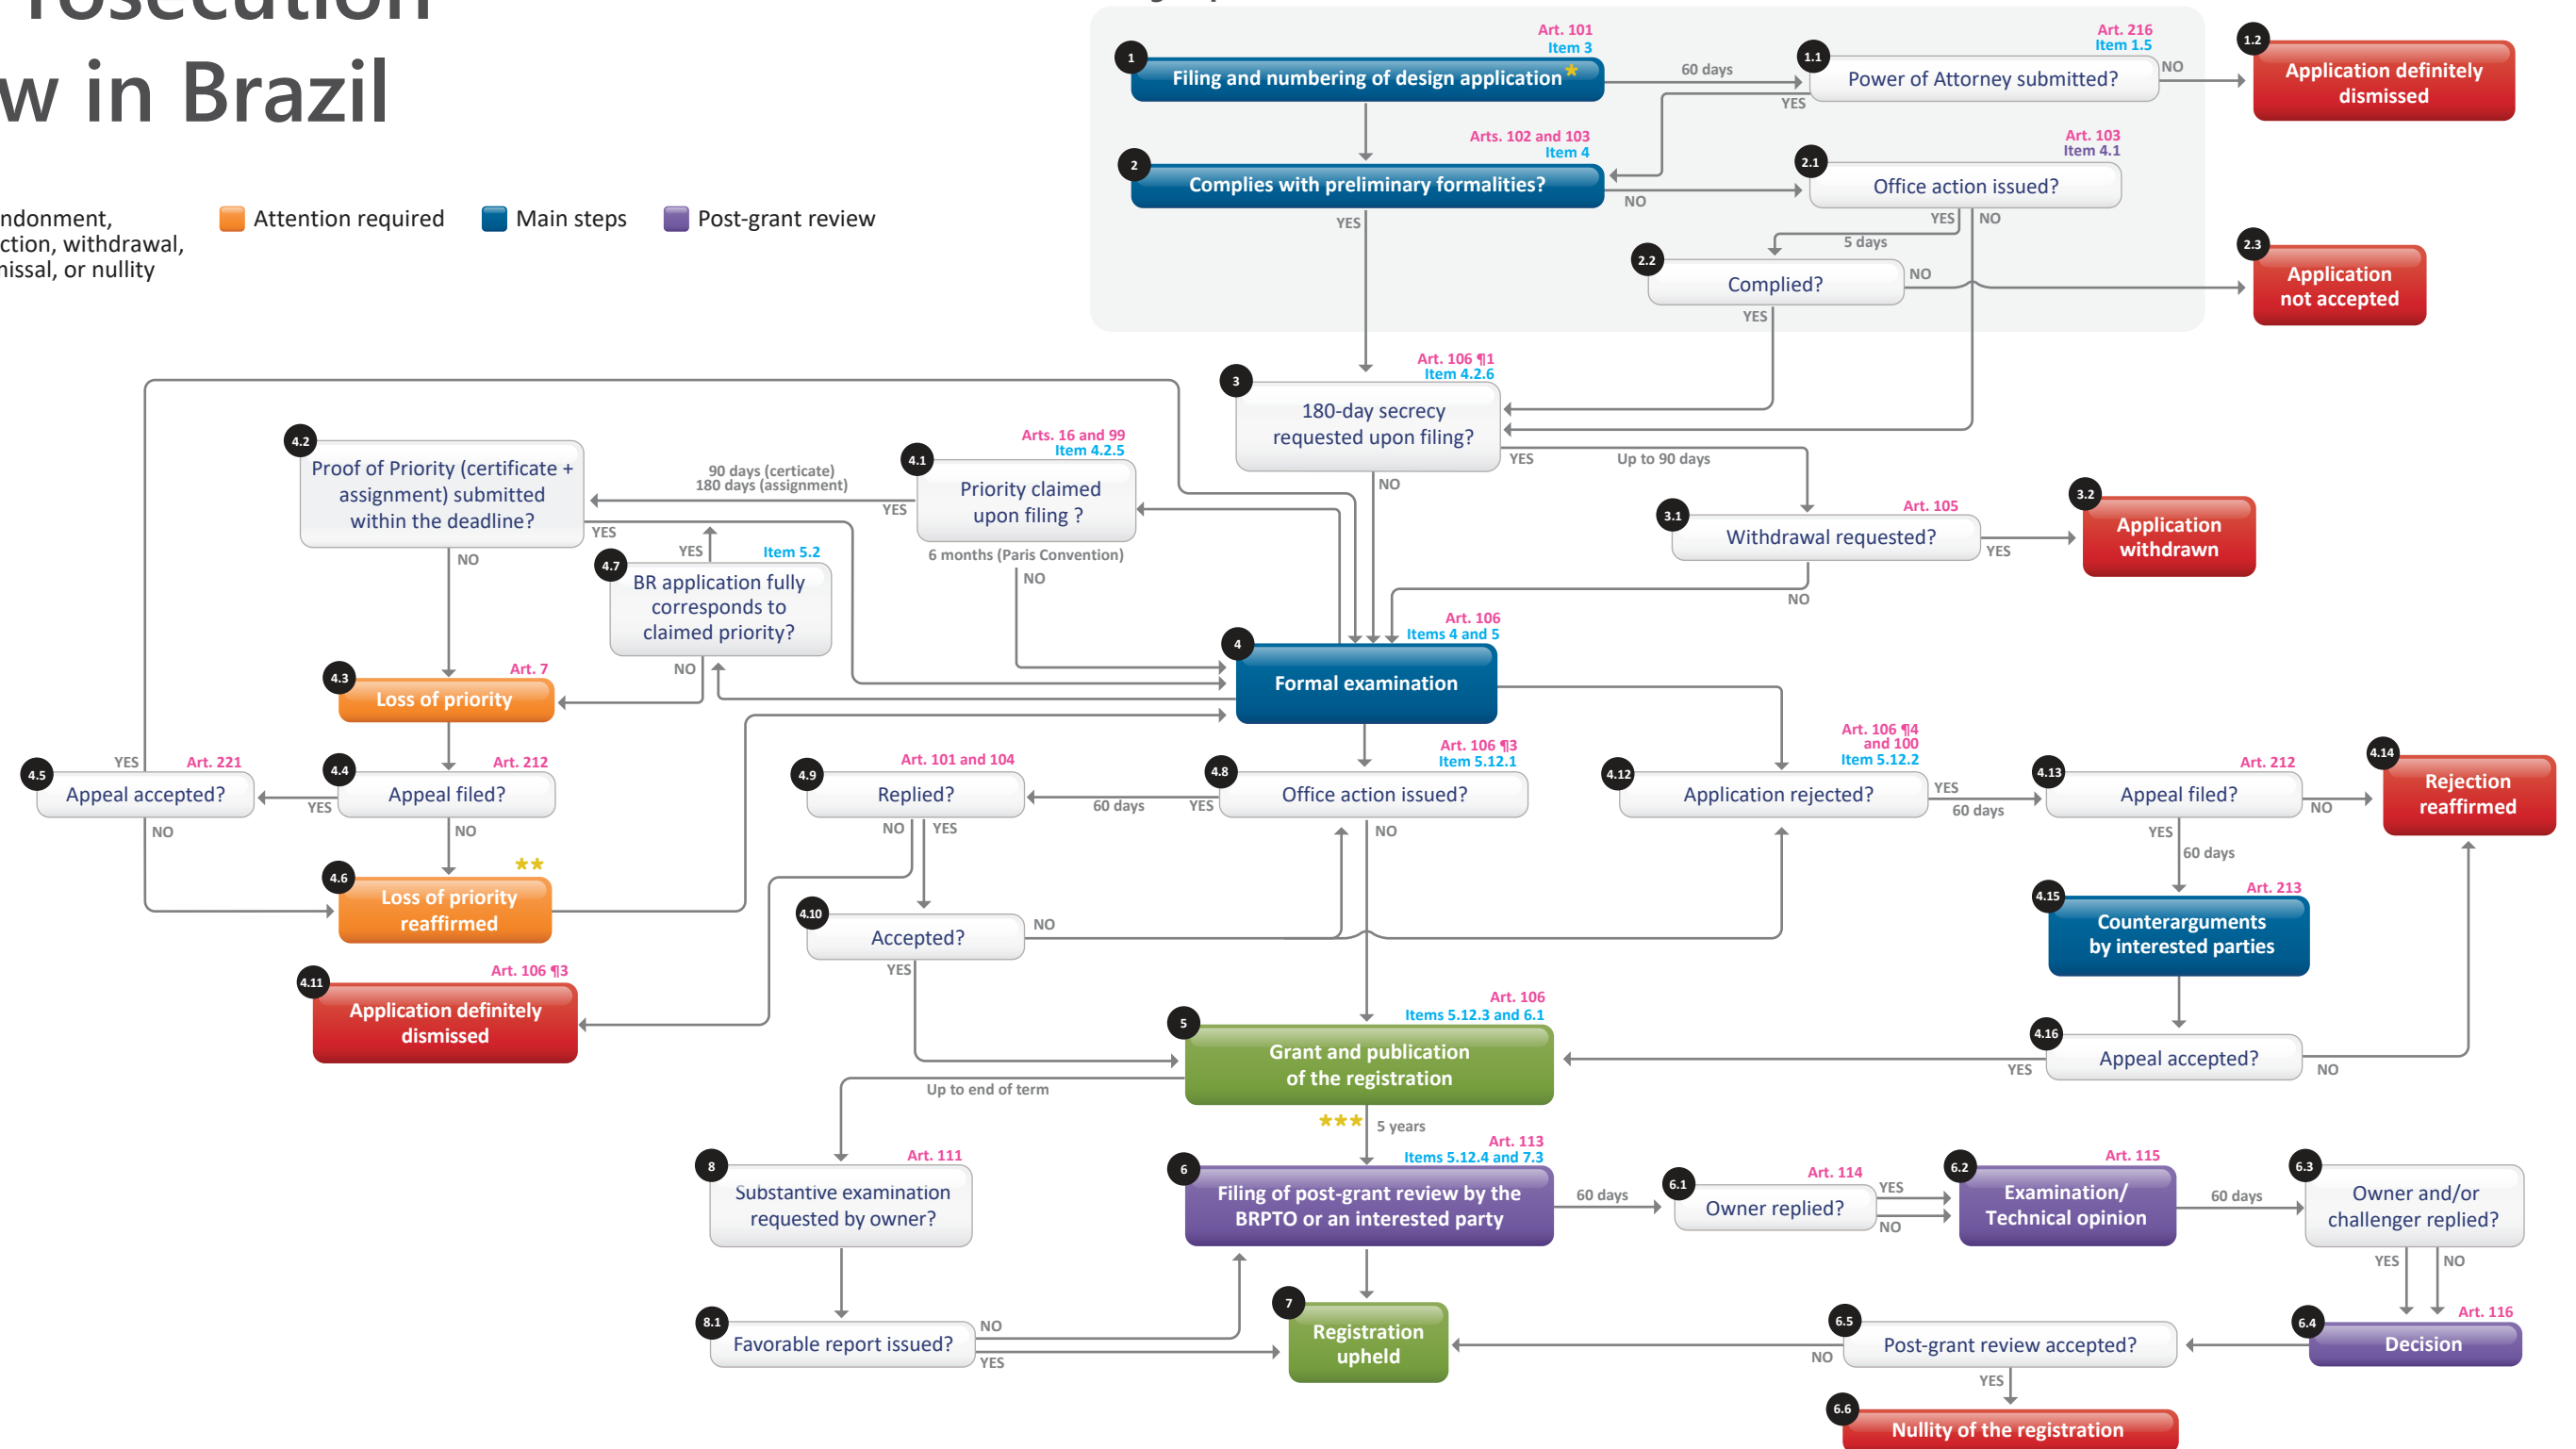 rosecution
w in Brazil
ndonment,
ction, withdrawal,
nissal, or nullity
Attention required
Main steps
Post-grant review
Art. 101
Item 3
1
Filing and numbering of design application*
60 days
Art. 216
Item 1.5
1.1
Power of Attorney submitted?
YES
NO
1.2
Application definitely
dismissed
Arts. 102 and 103
Item 4
2
Complies with preliminary formalities?
YES
NO
Art. 103
Item 4.1
2.1
Office action issued?
YES
NO
5 days
2.2
Complied?
NO
YES
2.3
Application
not accepted
Art. 106 ¶1
Item 4.2.6
3
180-day secrecy
requested upon filing?
YES
Up to 90 days
NO
Art. 105
3.1
Withdrawal requested?
YES
NO
3.2
Application
withdrawn
4.2
Proof of Priority (certificate +
assignment) submitted
within the deadline?
YES
NO
90 days (certicate)
180 days (assignment)
Arts. 16 and 99
Item 4.2.5
4.1
Priority claimed
upon filing ?
YES
6 months (Paris Convention)
NO
YES
Item 5.2
4.7
BR application fully
corresponds to
claimed priority?
NO
Art. 106
Items 4 and 5
4
Formal examination
Art. 7
4.3
Loss of priority
YES
Art. 221
4.5
Appeal accepted?
NO
Art. 212
4.4
Appeal filed?
YES
NO
**
4.6
Loss of priority
reaffirmed
Art. 101 and 104
4.9
Replied?
NO
YES
60 days
YES
Art. 106 ¶3
Item 5.12.1
4.8
Office action issued?
NO
Art. 106 ¶4
and 100
Item 5.12.2
4.12
Application rejected?
YES
60 days
Art. 212
4.13
Appeal filed?
NO
YES
60 days
4.14
Rejection
reaffirmed
4.10
Accepted?
NO
YES
Art. 213
4.15
Counterarguments
by interested parties
Art. 106 ¶3
4.11
Application definitely
dismissed
Art. 106
Items 5.12.3 and 6.1
5
Grant and publication
of the registration
4.16
Appeal accepted?
YES
NO
Up to end of term
***
5 years
Art. 111
8
Substantive examination
requested by owner?
Art. 113
Items 5.12.4 and 7.3
6
Filing of post-grant review by the
BRPTO or an interested party
60 days
Art. 114
6.1
Owner replied?
YES
NO
Art. 115
6.2
Examination/
Technical opinion
60 days
6.3
Owner and/or
challenger replied?
YES
NO
8.1
Favorable report issued?
NO
YES
7
Registration
upheld
6.5
Post-grant review accepted?
NO
YES
Art. 116
6.4
Decision
6.6
Nullity of the registration